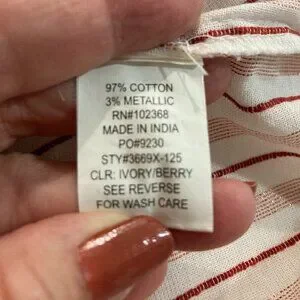 97% COTTON
3% METALLIC
RN#102368
MADE IN INDIA
PO#9230
STY#3669X-125
CLR: IVORY/BERRY
SEE REVERSE
FOR WASH CARE